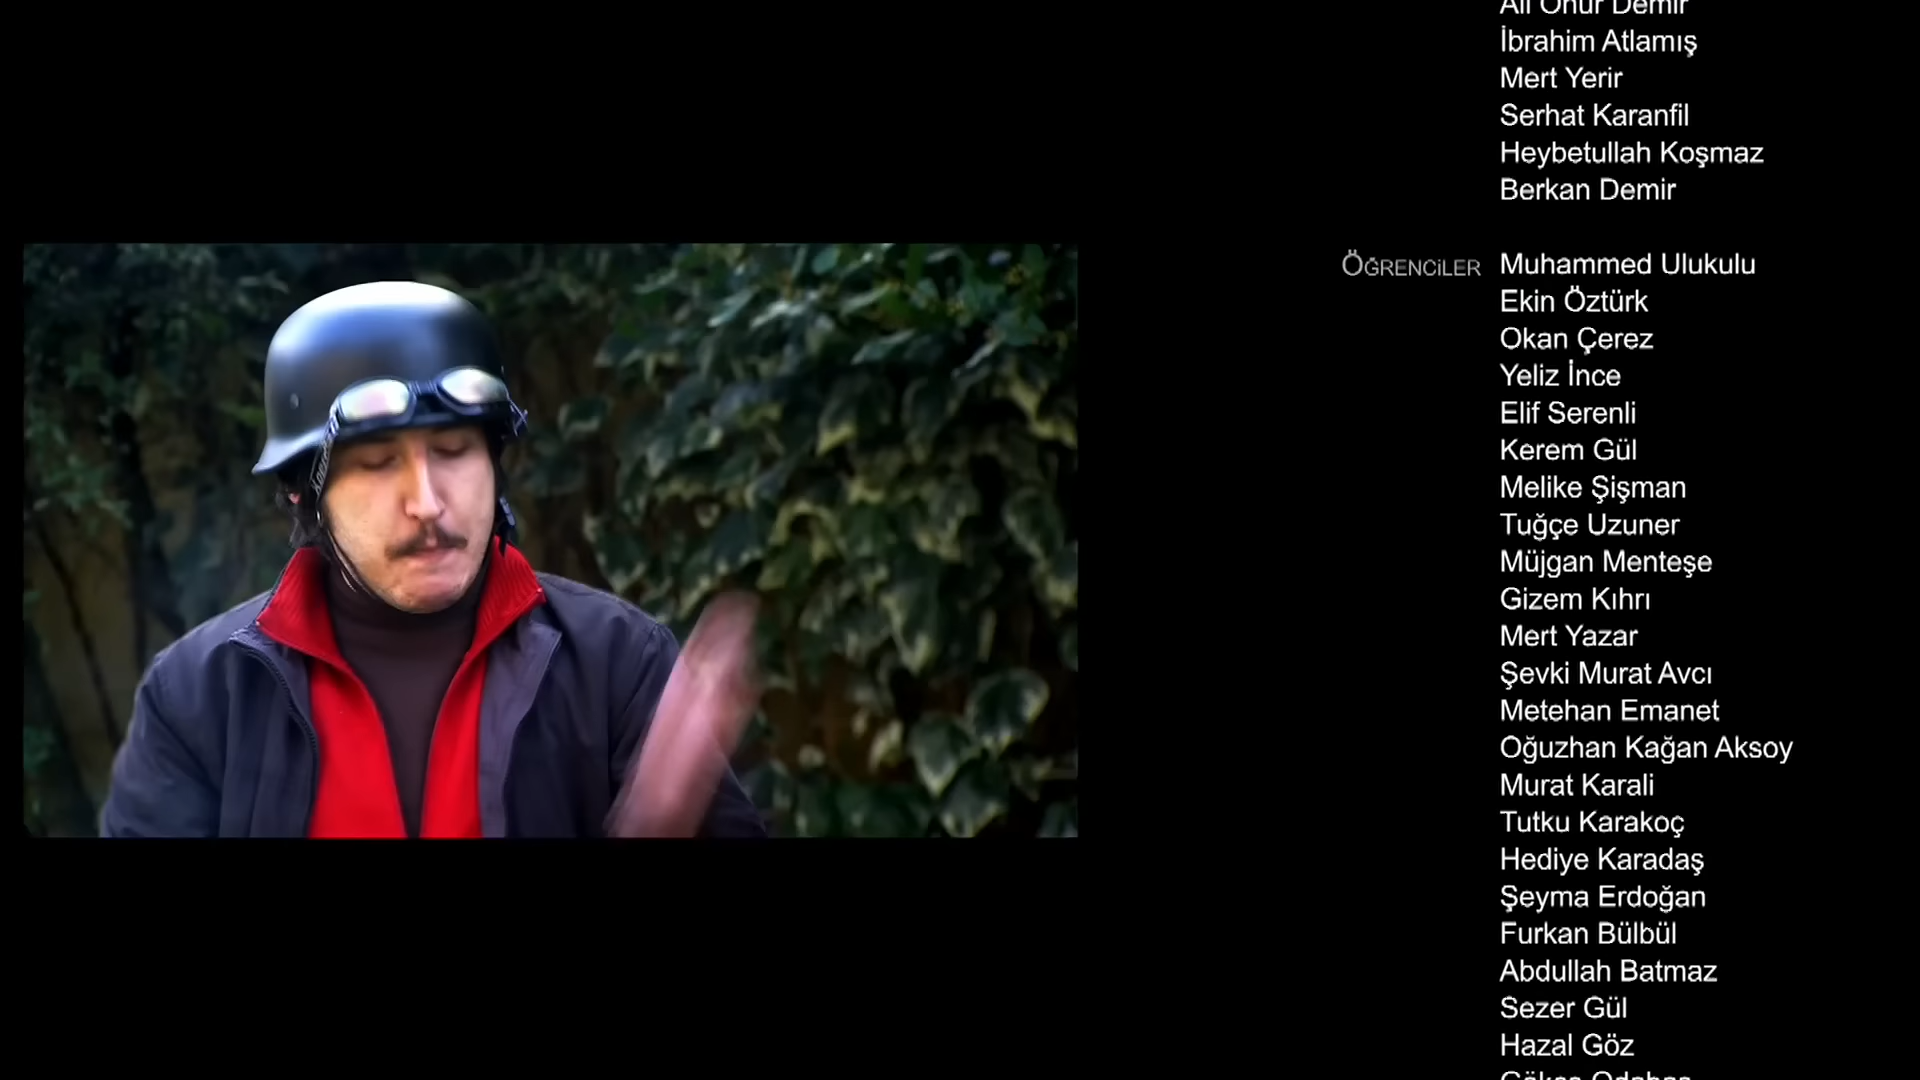 Ali Onur Demir
İbrahim Atlamış
Mert Yerir
Serhat Karanfil
Heybetullah Koşmaz
Berkan Demir
ÖĞRENCİLER Muhammed Ulukulu
Ekin Öztürk
Okan Çerez
Yeliz İnce
Elif Serenli
Kerem Gül
Melike Şişman
Tuğçe Uzuner
Müjgan Menteşe
Gizem Kıhrı
Mert Yazar
Şevki Murat Avcı
Metehan Emanet
Oğuzhan Kağan Aksoy
Murat Karali
Tutku Karakoç
Hediye Karadaş
Şeyma Erdoğan
Furkan Bülbül
Abdullah Batmaz
Sezer Gül
Hazal Göz